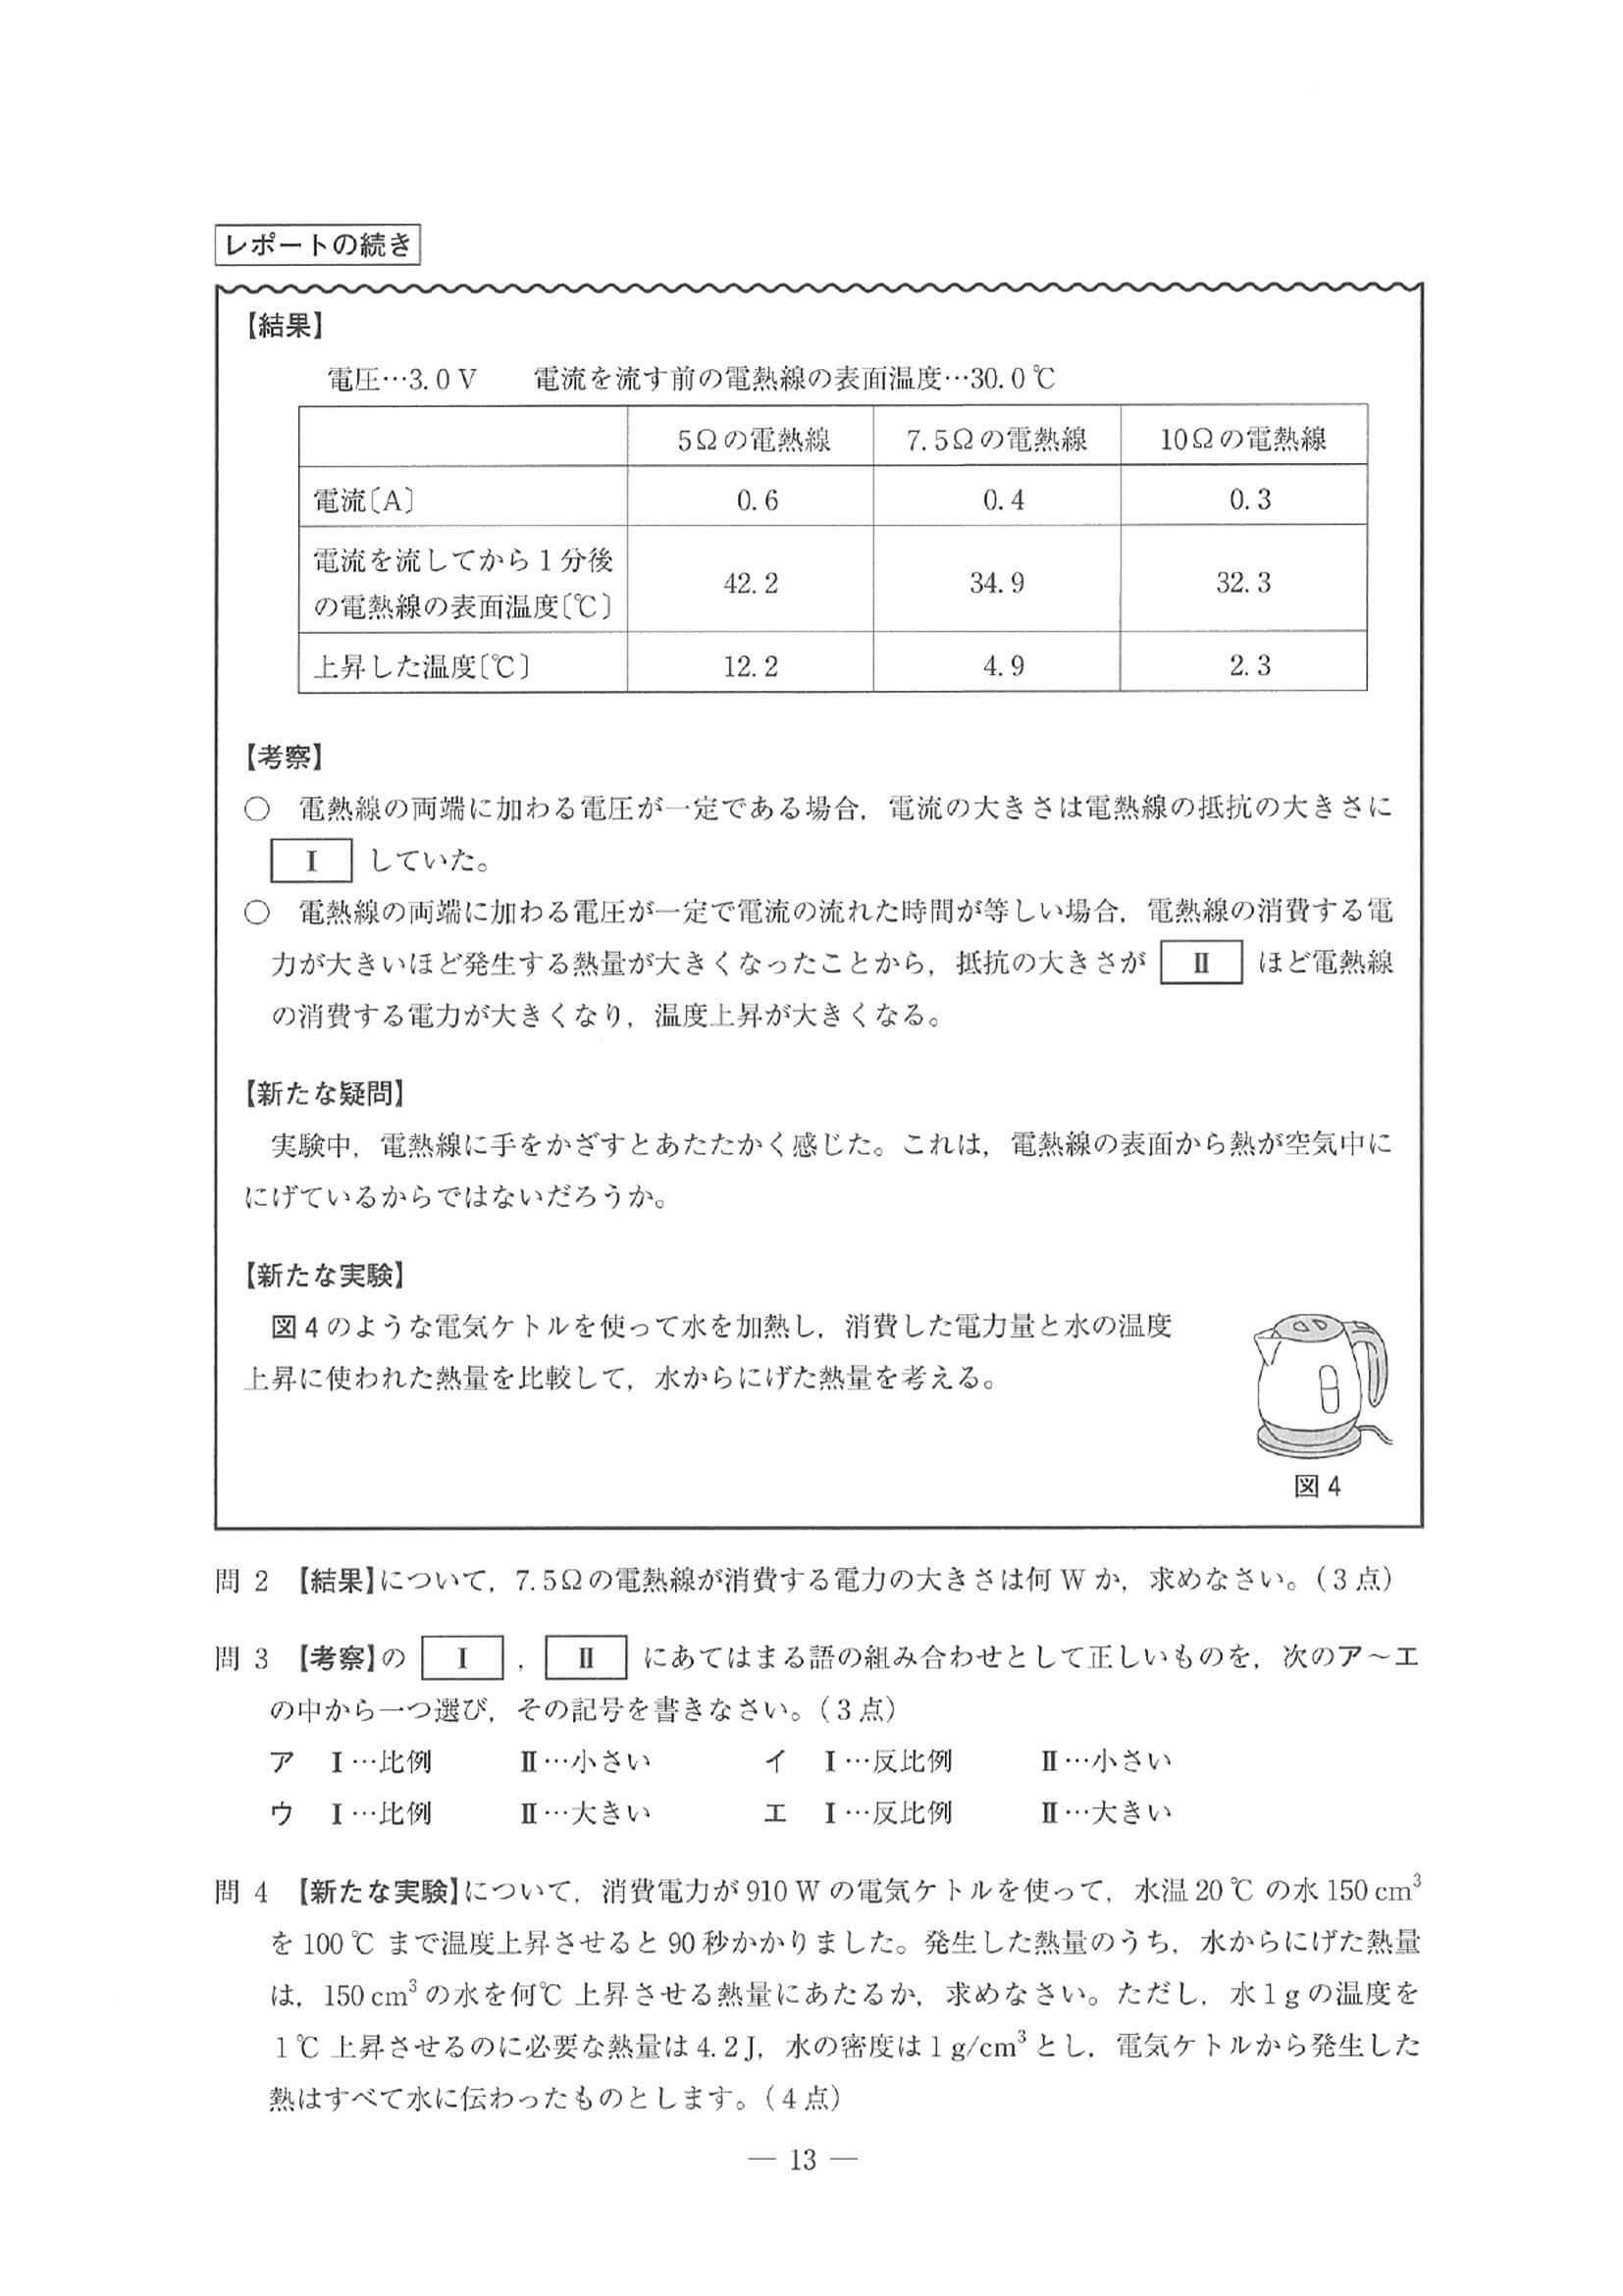 レポートの続き
【結果】
電圧…3.0 V　　電流を流す前の電熱線の表面温度…30.0 ℃
5Ωの電熱線　7.5Ωの電熱線　10Ωの電熱線
電流〔A〕　0.6　0.4　0.3
電流を流してから1分後
の電熱線の表面温度〔℃〕　42.2　34.9　32.3
上昇した温度〔℃〕　12.2　4.9　2.3
【考察】
○　電熱線の両端に加わる電圧が一定である場合，電流の大きさは電熱線の抵抗の大きさに
Ⅰ　していた。
○　電熱線の両端に加わる電圧が一定で電流の流れた時間が等しい場合，電熱線の消費する電
力が大きいほど発生する熱量が大きくなったことから，抵抗の大きさが　Ⅱ　ほど電熱線
の消費する電力が大きくなり，温度上昇が大きくなる。
【新たな疑問】
実験中，電熱線に手をかざすとあたたかく感じた。これは，電熱線の表面から熱が空気中に
にげているからではないだろうか。
【新たな実験】
図4のような電気ケトルを使って水を加熱し，消費した電力量と水の温度
上昇に使われた熱量を比較して，水からにげた熱量を考える。
図4
問2　【結果】について，7.5Ωの電熱線が消費する電力の大きさは何Wか，求めなさい。（3点）
問3　【考察】の　Ⅰ　，　Ⅱ　にあてはまる語の組み合わせとして正しいものを，次のア～エ
の中から一つ選び，その記号を書きなさい。（3点）
ア　Ⅰ…比例　　Ⅱ…小さい　　イ　Ⅰ…反比例　　Ⅱ…小さい
ウ　Ⅰ…比例　　Ⅱ…大きい　　エ　Ⅰ…反比例　　Ⅱ…大きい
問4　【新たな実験】について，消費電力が910 Wの電気ケトルを使って，水温20 ℃の水150 cm³
を100 ℃まで温度上昇させると90秒かかりました。発生した熱量のうち，水からにげた熱量
は，150 cm³の水を何℃上昇させる熱量にあたるか，求めなさい。ただし，水1 gの温度を
1 ℃上昇させるのに必要な熱量は4.2 J，水の密度は1 g/cm³とし，電気ケトルから発生した
熱はすべて水に伝わったものとします。（4点）
— 13 —